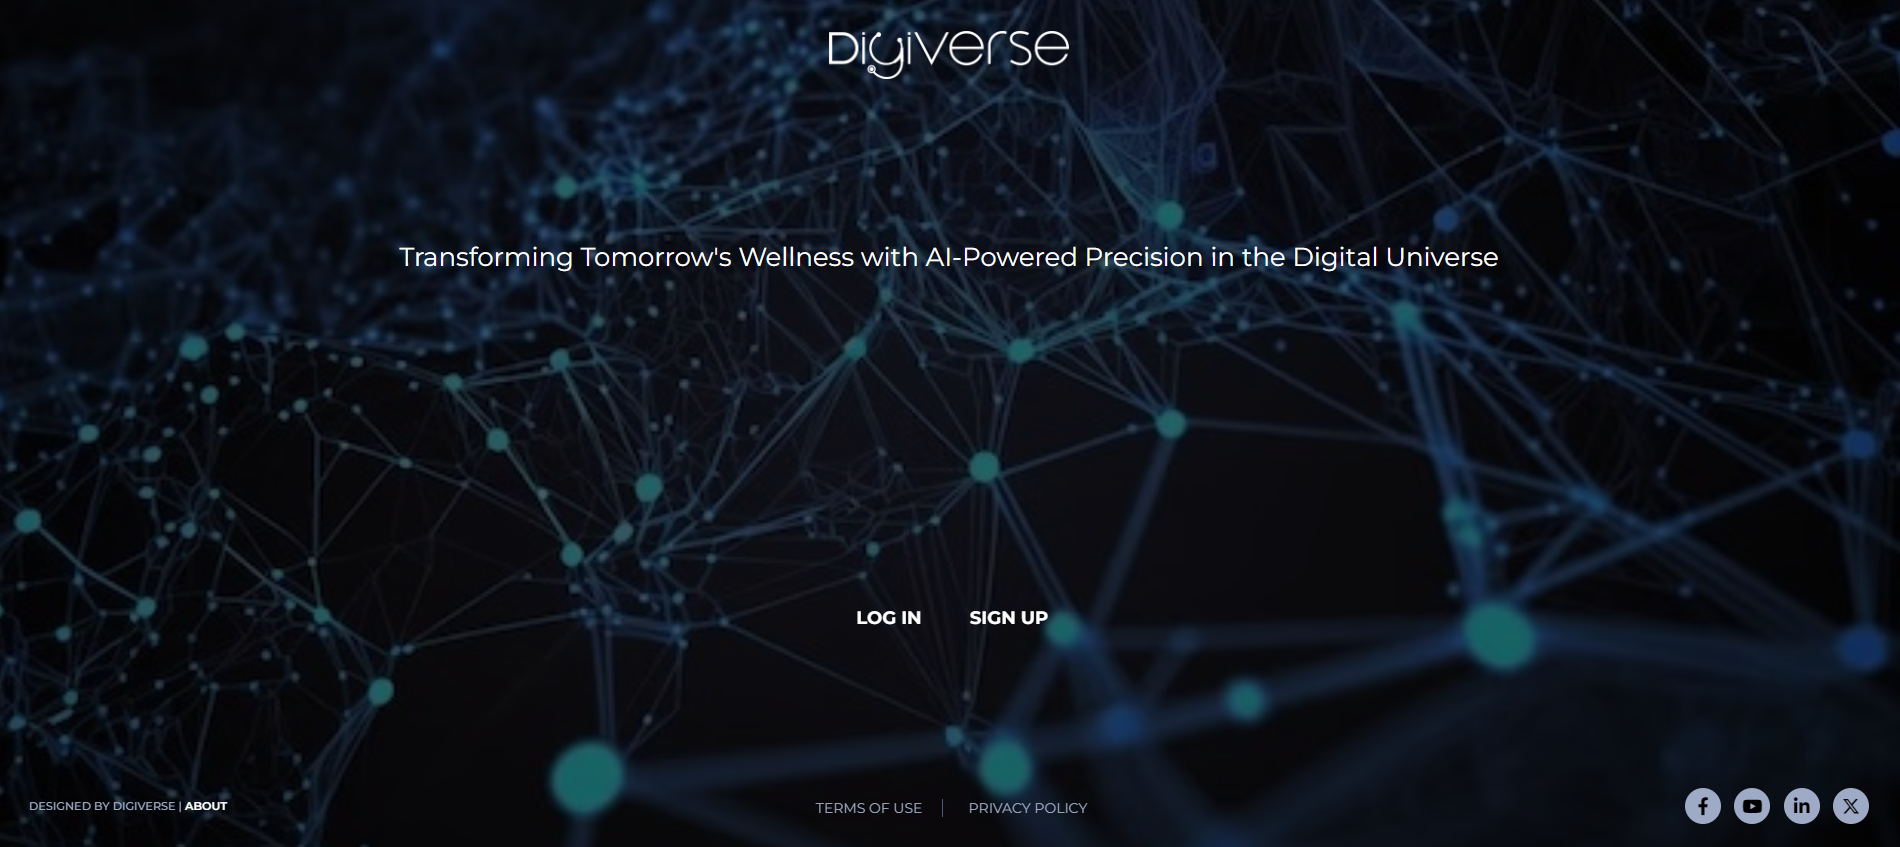 Digiverse
Transforming Tomorrow's Wellness with AI-Powered Precision in the Digital Universe
LOG IN SIGN UP
DESIGNED BY DIGIVERSE | ABOUT
TERMS OF USE | PRIVACY POLICY